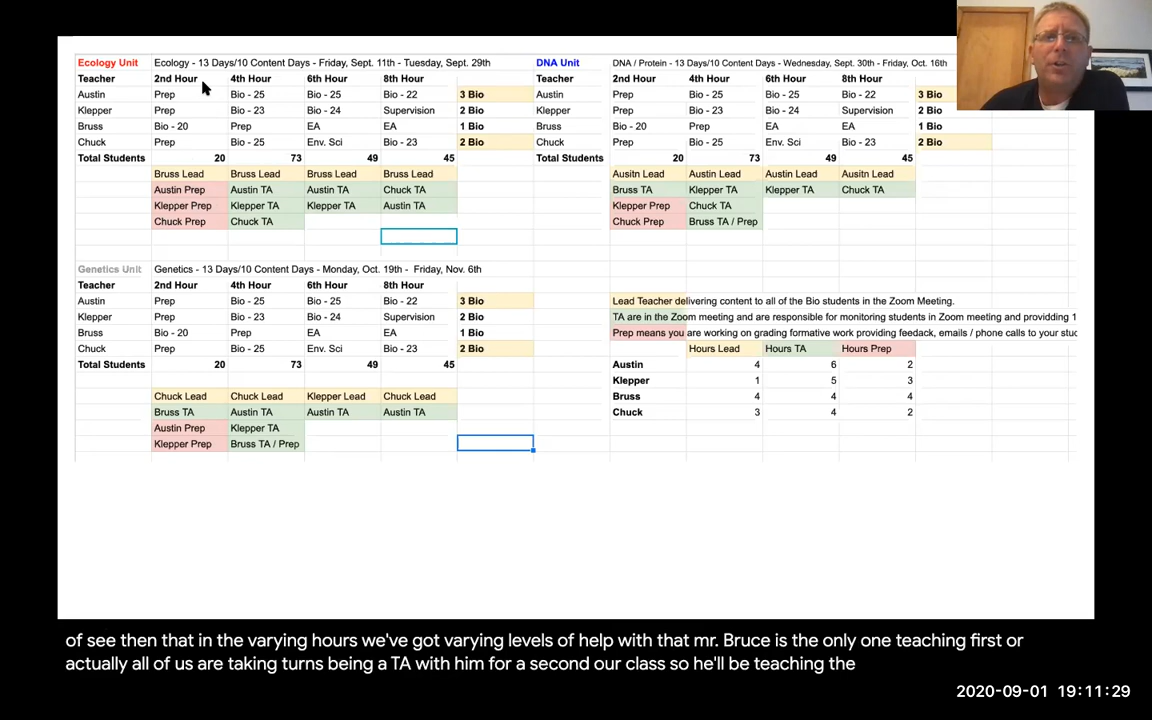 Ecology Unit Ecology - 13 Days/10 Content Days - Friday, Sept. 11th - Tuesday, Sept. 29th
Teacher 2nd Hour 4th Hour 6th Hour 8th Hour
Austin Prep Bio - 25 Bio - 25 Bio - 22 3 Bio
Klepper Prep Bio - 23 Bio - 24 Supervision 2 Bio
Bruss Bio - 20 Prep EA EA 1 Bio
Chuck Prep Bio - 25 Env. Sci Bio - 23 2 Bio
Total Students 20 73 49 45
Bruss Lead Bruss Lead Bruss Lead Bruss Lead
Austin Prep Austin TA Austin TA Chuck TA
Klepper Prep Klepper TA Klepper TA Austin TA
Chuck Prep Chuck TA
DNA Unit DNA / Protein - 13 Days/10 Content Days - Wednesday, Sept. 30th - Friday, Oct. 16th
Teacher 2nd Hour 4th Hour 6th Hour 8th Hour
Austin Prep Bio - 25 Bio - 25 Bio - 22 3 Bio
Klepper Prep Bio - 23 Bio - 24 Supervision 2 Bio
Bruss Bio - 20 Prep EA EA 1 Bio
Chuck Prep Bio - 25 Env. Sci Bio - 23 2 Bio
Total Students 20 73 49 45
Ausitn Lead Austin Lead Austin Lead Ausitn Lead
Bruss TA Klepper TA Klepper TA Chuck TA
Klepper Prep Chuck TA
Chuck Prep Bruss TA / Prep
Genetics Unit Genetics - 13 Days/10 Content Days - Monday, Oct. 19th - Friday, Nov. 6th
Teacher 2nd Hour 4th Hour 6th Hour 8th Hour
Austin Prep Bio - 25 Bio - 25 Bio - 22 3 Bio
Klepper Prep Bio - 23 Bio - 24 Supervision 2 Bio
Bruss Bio - 20 Prep EA EA 1 Bio
Chuck Prep Bio - 25 Env. Sci Bio - 23 2 Bio
Total Students 20 73 49 45
Chuck Lead Chuck Lead Klepper Lead Chuck Lead
Bruss TA Austin TA Austin TA Austin TA
Austin Prep Klepper TA
Klepper Prep Bruss TA / Prep
Lead Teacher delivering content to all of the Bio students in the Zoom Meeting.
TA are in the Zoom meeting and are responsible for monitoring students in Zoom meeting and providding 1
Prep means you are working on grading formative work providing feedack, emails / phone calls to your stuc
Hours Lead Hours TA Hours Prep
Austin 4 6 2
Klepper 1 5 3
Bruss 4 4 4
Chuck 3 4 2
of see then that in the varying hours we've got varying levels of help with that mr. Bruce is the only one teaching first or
actually all of us are taking turns being a TA with him for a second our class so he'll be teaching the
2020-09-01 19:11:29